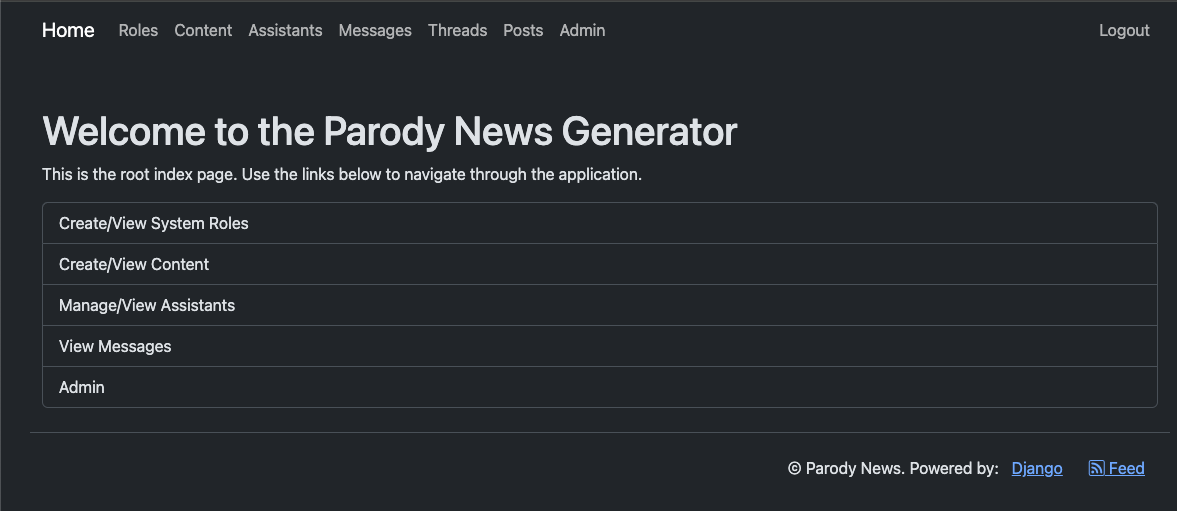 Home Roles Content Assistants Messages Threads Posts Admin Logout
Welcome to the Parody News Generator
This is the root index page. Use the links below to navigate through the application.
Create/View System Roles
Create/View Content
Manage/View Assistants
View Messages
Admin
© Parody News. Powered by: Django Feed